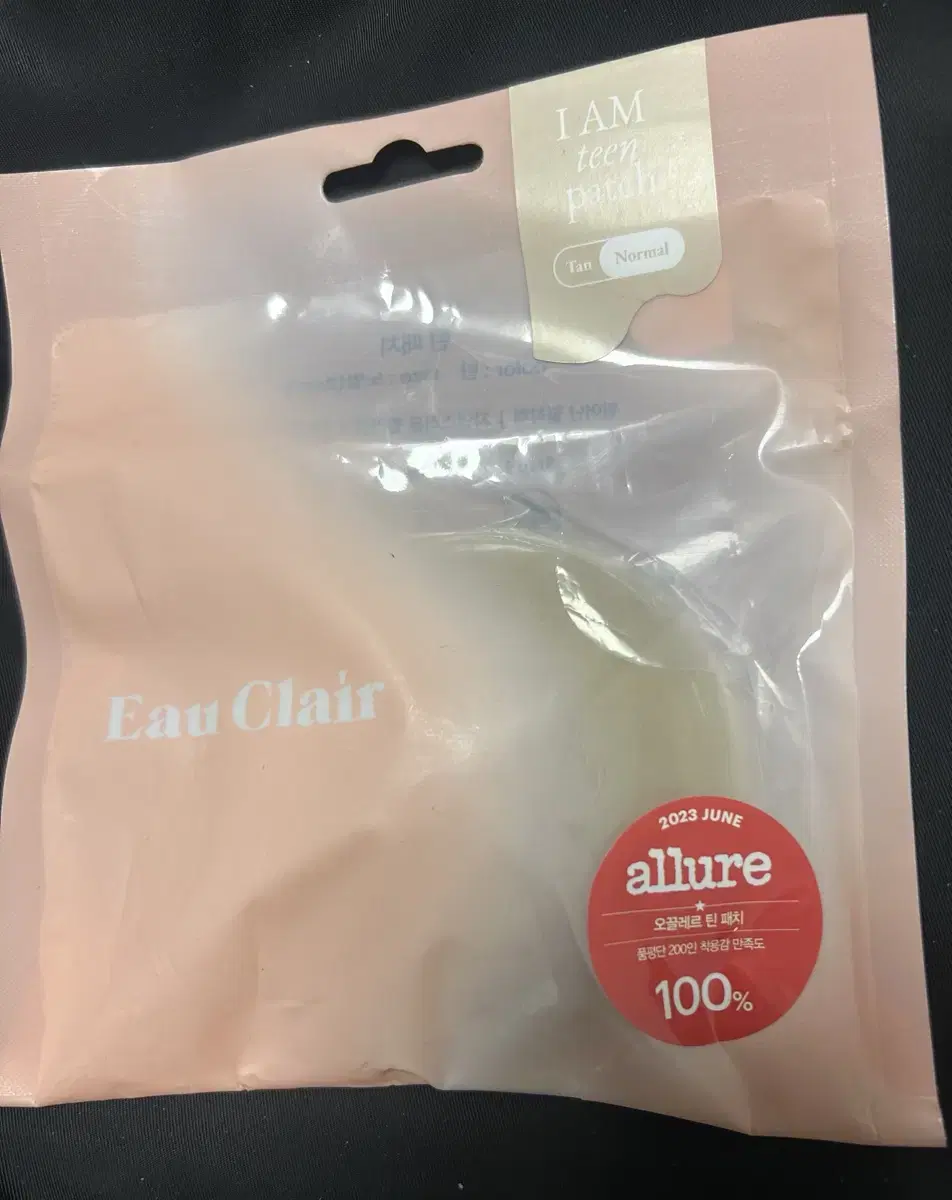 I AM
teen
patch
Tan Normal
Eau Clair
2023 JUNE
allure
오끌레르 틴 패치
품평단 200인 착용감 만족도
100%